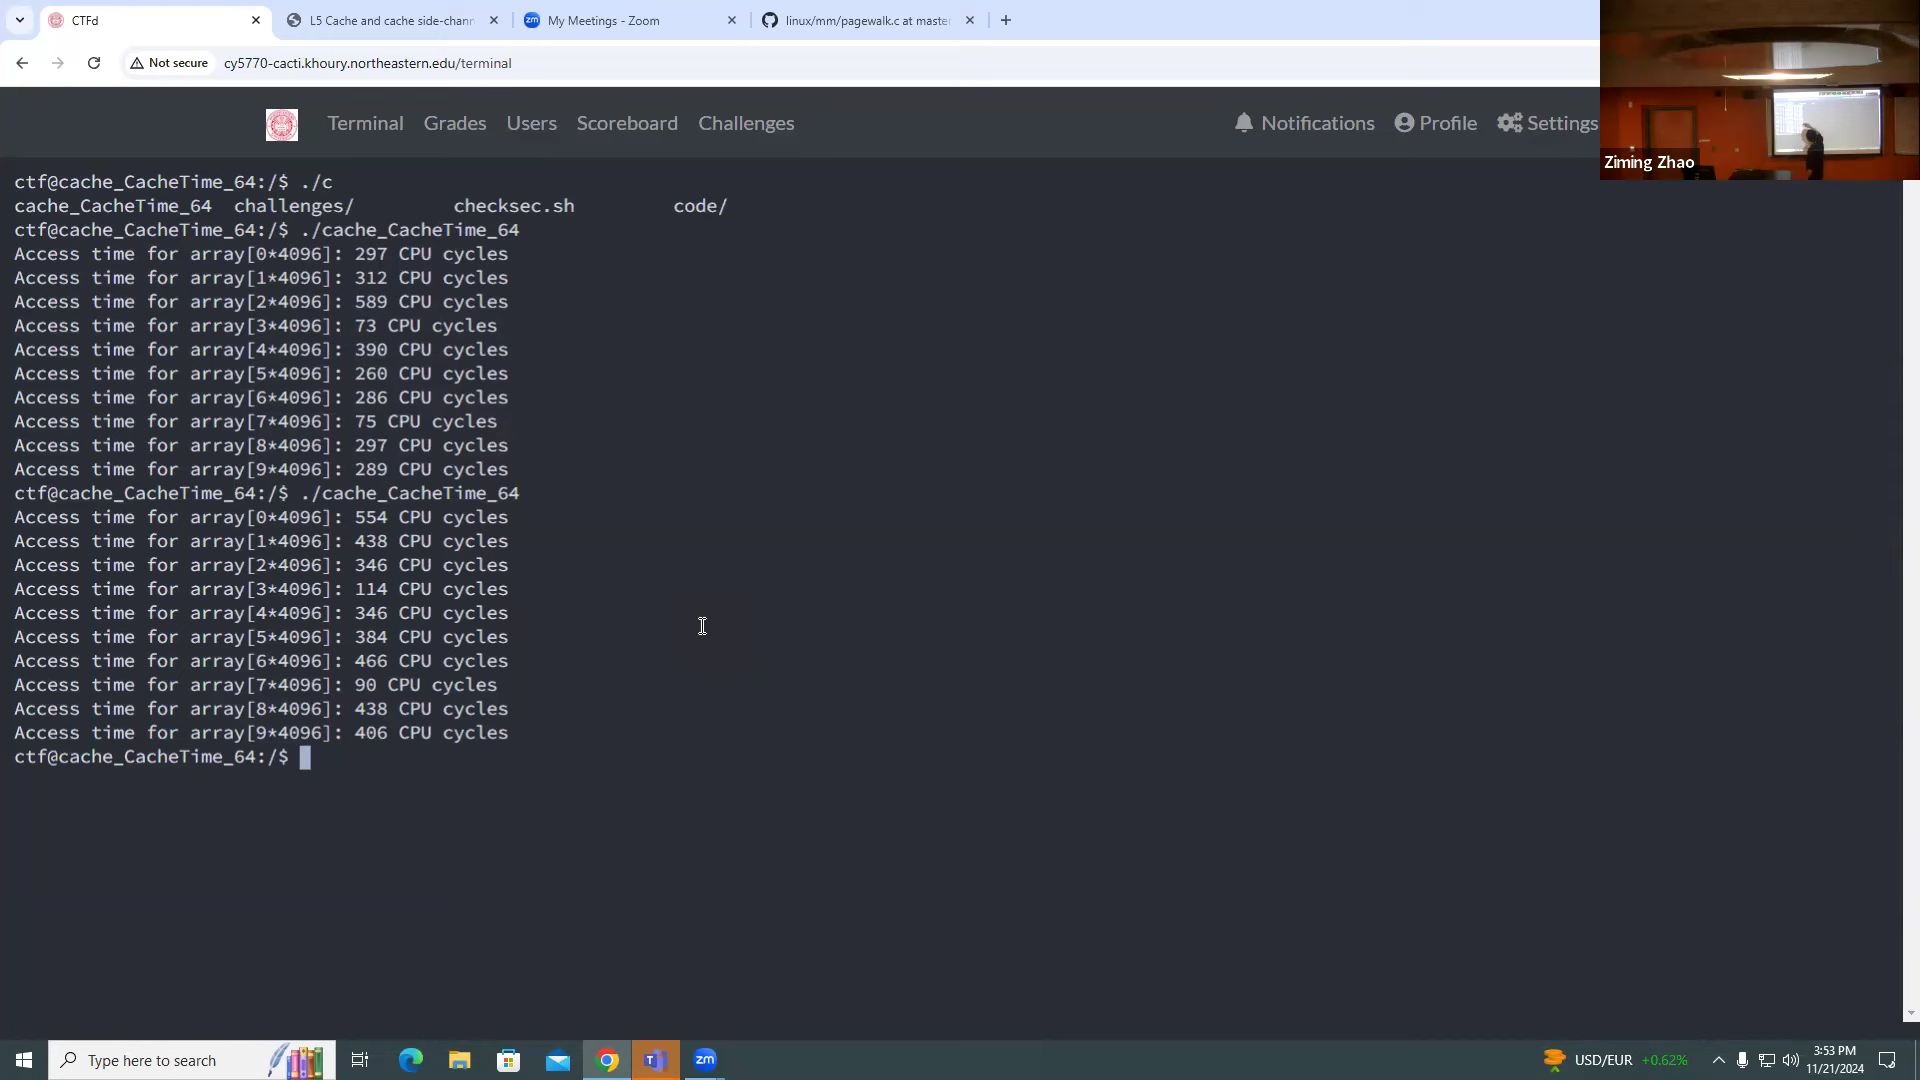 CTFd
L5 Cache and cache side-chann
My Meetings - Zoom
linux/mm/pagewalk.c at master
Not secure
cy5770-cacti.khoury.northeastern.edu/terminal
Terminal
Grades
Users
Scoreboard
Challenges
Notifications
Profile
Settings
Ziming Zhao
ctf@cache_CacheTime_64:/$ ./c
cache_CacheTime_64  challenges/         checksec.sh         code/
ctf@cache_CacheTime_64:/$ ./cache_CacheTime_64
Access time for array[0*4096]: 297 CPU cycles
Access time for array[1*4096]: 312 CPU cycles
Access time for array[2*4096]: 589 CPU cycles
Access time for array[3*4096]: 73 CPU cycles
Access time for array[4*4096]: 390 CPU cycles
Access time for array[5*4096]: 260 CPU cycles
Access time for array[6*4096]: 286 CPU cycles
Access time for array[7*4096]: 75 CPU cycles
Access time for array[8*4096]: 297 CPU cycles
Access time for array[9*4096]: 289 CPU cycles
ctf@cache_CacheTime_64:/$ ./cache_CacheTime_64
Access time for array[0*4096]: 554 CPU cycles
Access time for array[1*4096]: 438 CPU cycles
Access time for array[2*4096]: 346 CPU cycles
Access time for array[3*4096]: 114 CPU cycles
Access time for array[4*4096]: 346 CPU cycles
Access time for array[5*4096]: 384 CPU cycles
Access time for array[6*4096]: 466 CPU cycles
Access time for array[7*4096]: 90 CPU cycles
Access time for array[8*4096]: 438 CPU cycles
Access time for array[9*4096]: 406 CPU cycles
ctf@cache_CacheTime_64:/$
Type here to search
zm
USD/EUR +0.62%
3:53 PM
11/21/2024